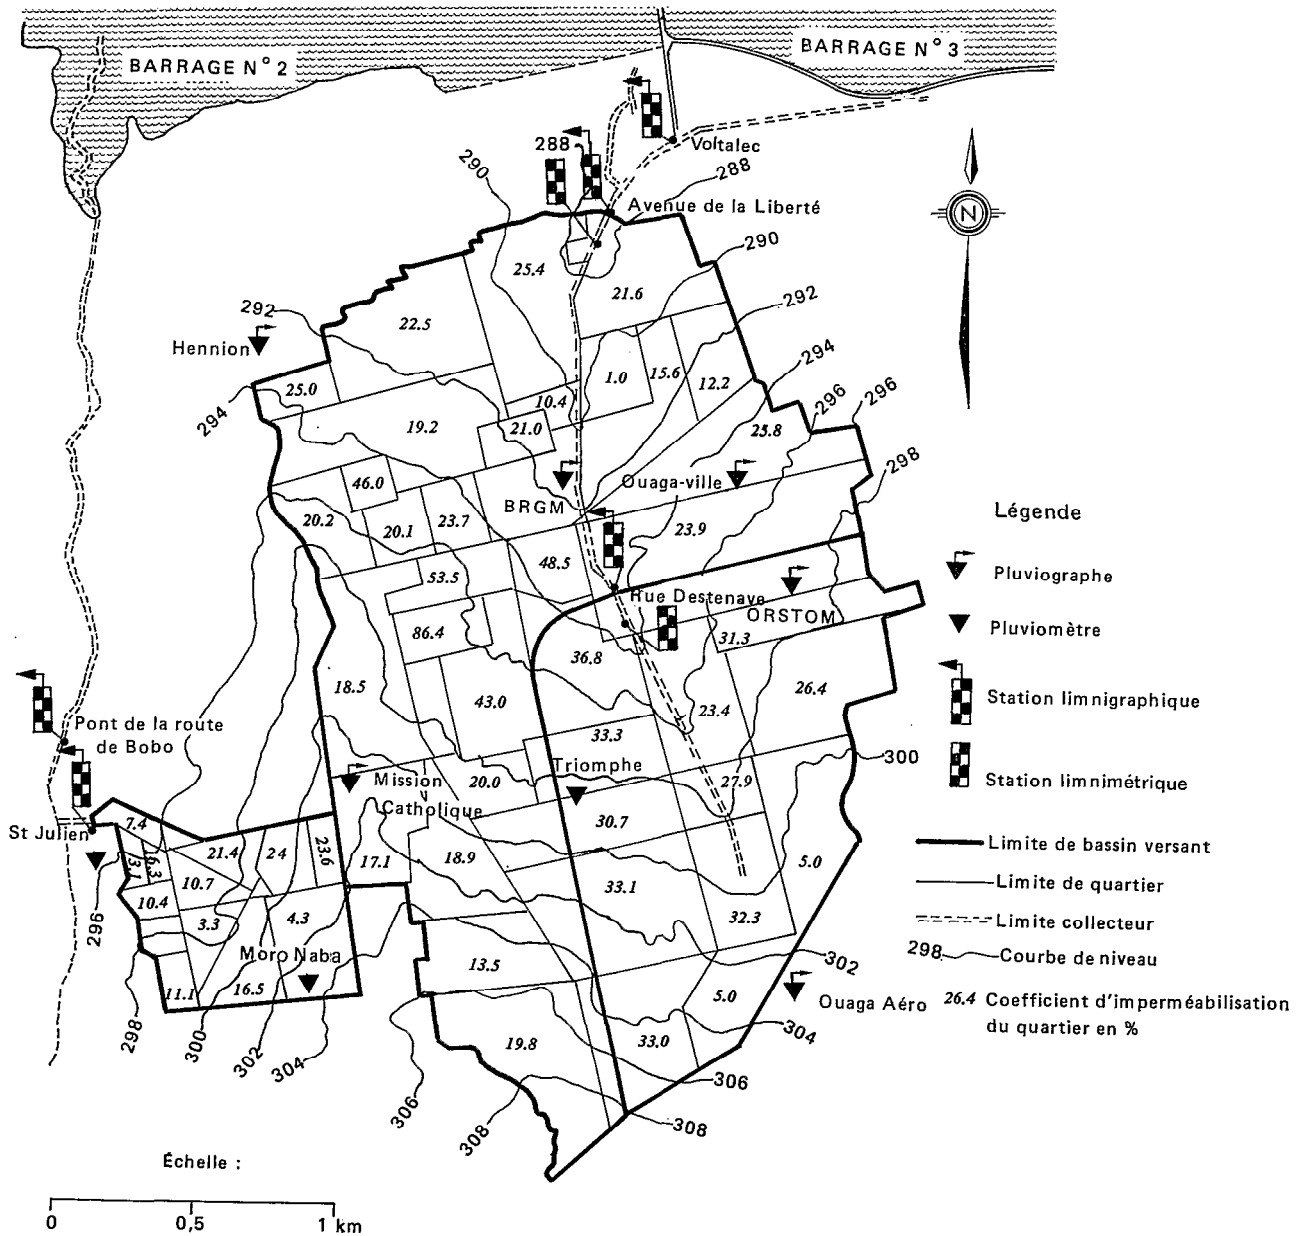 BARRAGE N° 2
BARRAGE N° 3
Voltalec
288
288
290
Avenue de la Liberté
290
25.4
21.6
292
292
22.5
Hennion
294
1.0
15.6
12.2
25.0
296
296
10.4
294
19.2
21.0
25.8
298
46.0
Ouaga-ville
BRGM
20.2
20.1
23.7
23.9
48.5
53.5
Rue Destenave
ORSTOM
86.4
31.3
36.8
18.5
43.0
26.4
23.4
33.3
Pont de la route
de Bobo
300
Triomphe
Mission
Catholique
20.0
27.9
30.7
St Julien
7.4
6.3
13.1
21.4
24
23.6
17.1
18.9
5.0
10.7
33.1
10.4
296
3.3
4.3
32.3
Moro Naba
13.5
302
11.1
16.5
5.0
Ouaga Aéro
298
300
302
304
19.8
33.0
304
306
306
308
308
Légende
Pluviographe
Pluviomètre
Station limnigraphique
Station limnimétrique
Limite de bassin versant
Limite de quartier
Limite collecteur
298 Courbe de niveau
26.4 Coefficient d'imperméabilisation
du quartier en %
N
Échelle :
0 0,5 1 km